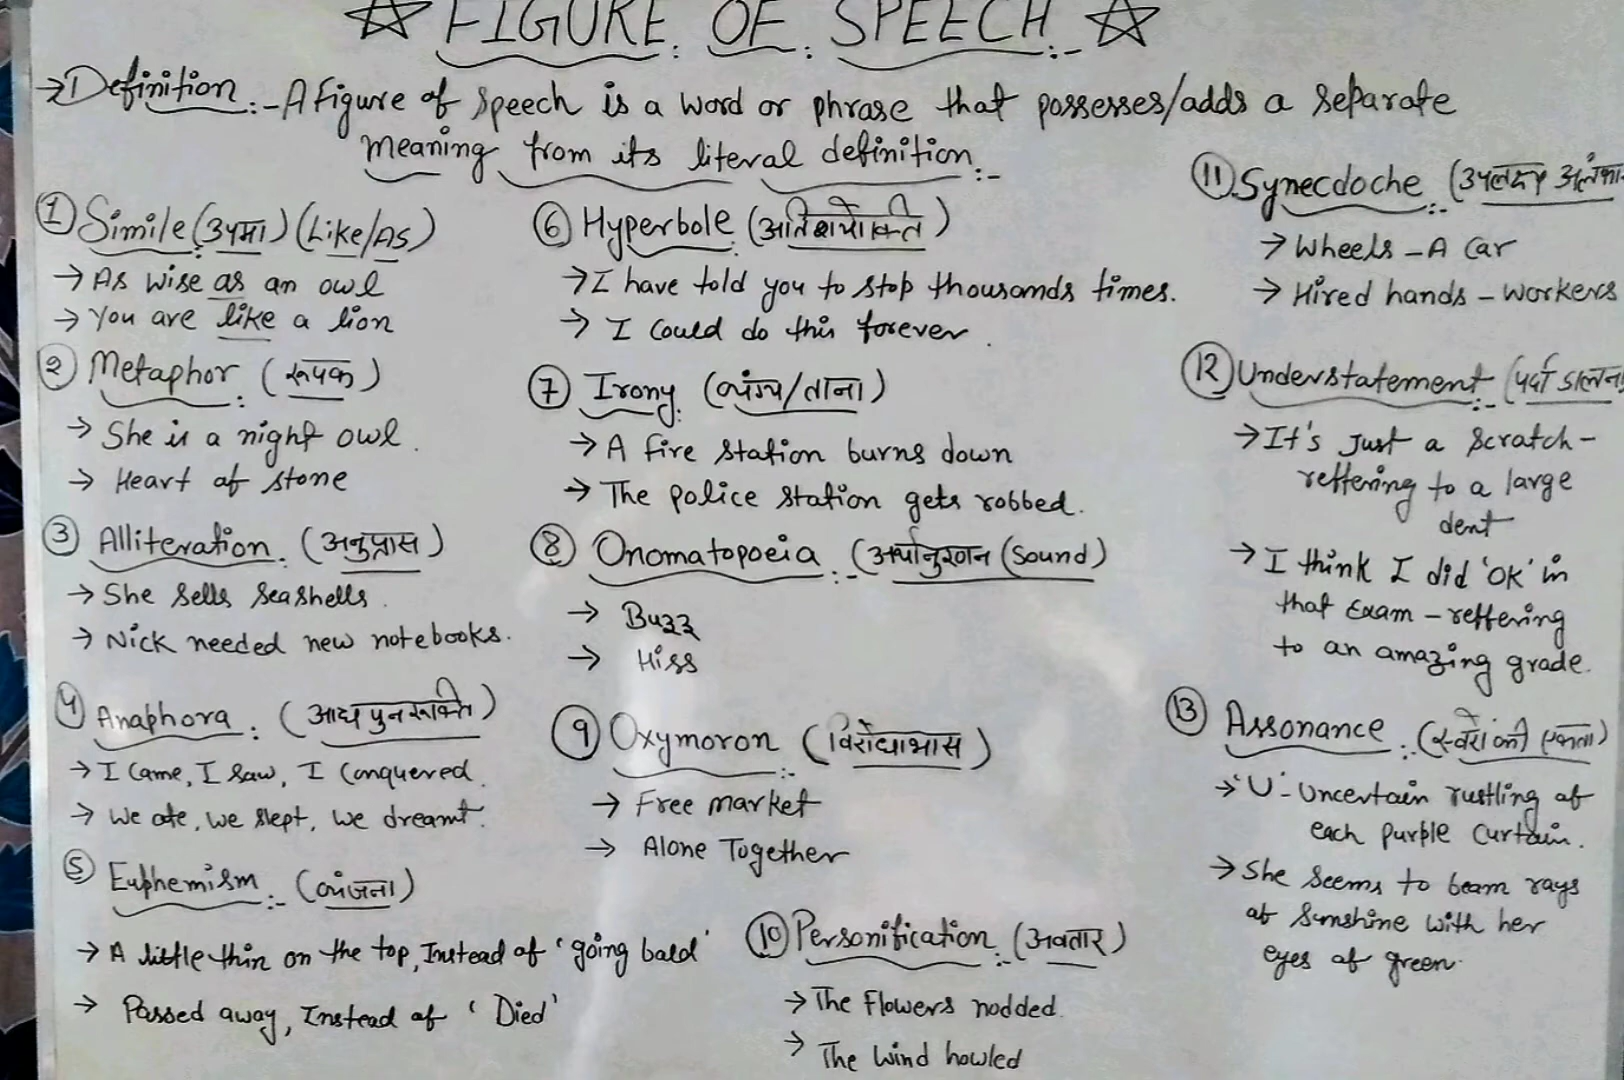 ☆ FIGURE OF SPEECH :- ☆
→ Definition :- A figure of speech is a word or phrase that possesses/adds a separate
meaning from its literal definition :-
① Simile (उपमा) (Like/As)
→ As wise as an owl
→ You are like a lion
② Metaphor (रूपक)
→ She is a night owl.
→ Heart of stone
③ Alliteration. (अनुप्रास)
→ She sells seashells.
→ Nick needed new notebooks.
④ Anaphora : (आद्य पुनरूक्ति)
→ I came, I saw, I conquered.
→ We ate, we slept, we dreamt.
⑤ Euphemism :- (व्यंजना)
→ A little thin on the top, Instead of 'going bald'
→ Passed away, Instead of 'Died'
⑥ Hyperbole (अतिशयोक्ति)
→ I have told you to stop thousands times.
→ I could do this forever.
⑦ Irony (व्यंग्य/ताना)
→ A fire station burns down
→ The police station gets robbed.
⑧ Onomatopoeia :- (अर्थानुरणन (Sound)
→ Buzz
→ Hiss
⑨ Oxymoron :- (विरोधाभास)
→ Free market
→ Alone Together
⑩ Personification :- (अवतार)
→ The flowers nodded.
→ The wind howled
⑪ Synecdoche :- (
→ Wheels - A car
→ Hired hands - Workers
⑫ Understatement :- (पर्दा डालना)
→ It's Just a scratch -
reffering to a large
dent
→ I think I did 'OK' in
that Exam - reffering
to an amazing grade.
⑬ Assonance :- (स्वरों की एकता)
→ 'U' - Uncertain rustling of
each purple curtain.
→ She seems to beam rays
of sunshine with her
eyes of green.